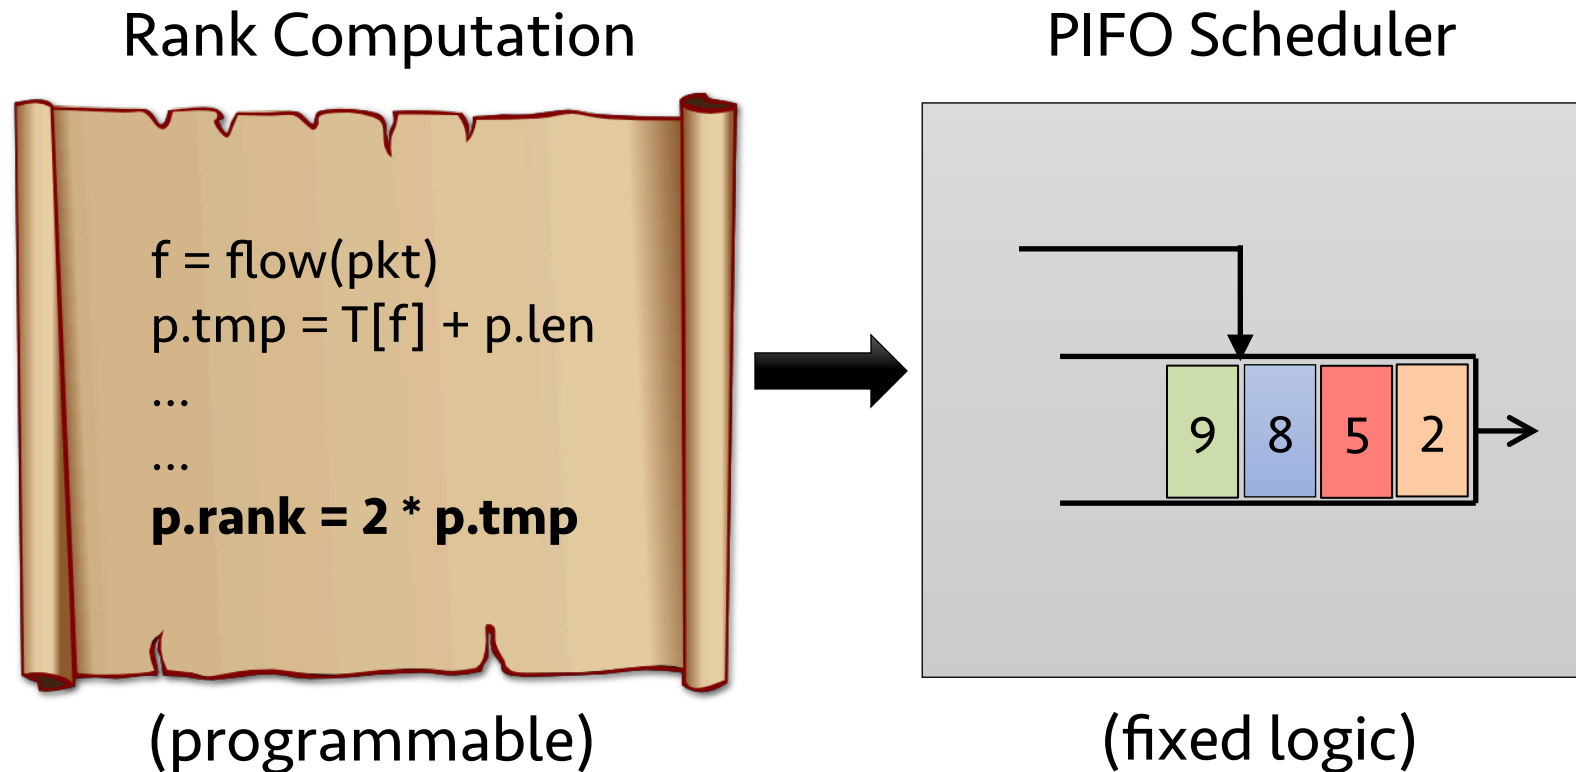 Rank Computation
PIFO Scheduler
f = flow(pkt)
p.tmp = T[f] + p.len
...
...
p.rank = 2 * p.tmp
9 8 5 2
(programmable)
(fixed logic)